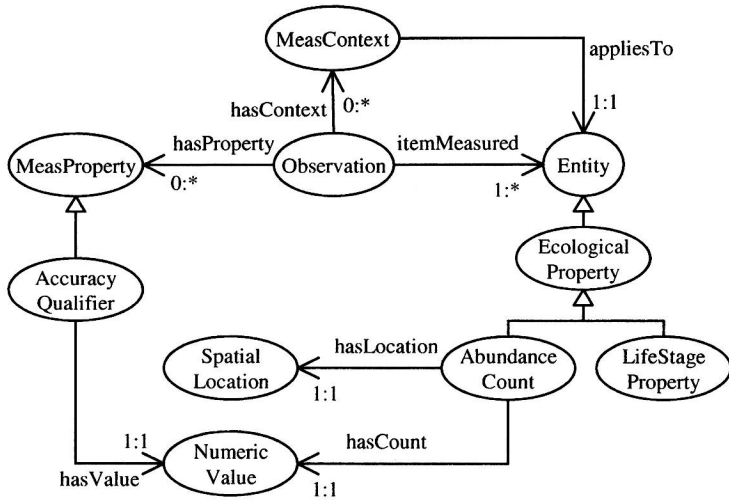 MeasContext
appliesTo
hasContext
0:*
1:1
hasProperty
itemMeasured
MeasProperty
Observation
Entity
0:*
1:*
Ecological
Property
Accuracy
Qualifier
Spatial
Location
hasLocation
Abundance
Count
LifeStage
Property
1:1
1:1
Numeric
Value
hasCount
hasValue
1:1